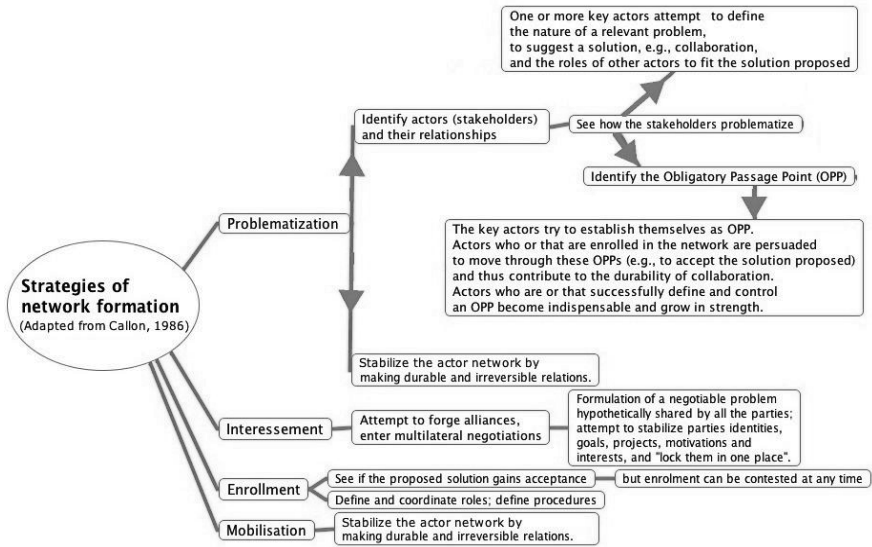 One or more key actors attempt to define
the nature of a relevant problem,
to suggest a solution, e.g., collaboration,
and the roles of other actors to fit the solution proposed
Identify actors (stakeholders)
and their relationships
See how the stakeholders problematize
Identify the Obligatory Passage Point (OPP)
Problematization
The key actors try to establish themselves as OPP.
Actors who or that are enrolled in the network are persuaded
to move through these OPPs (e.g., to accept the solution proposed)
and thus contribute to the durability of collaboration.
Actors who are or that successfully define and control
an OPP become indispensable and grow in strength.
Strategies of
network formation
(Adapted from Callon, 1986)
Stabilize the actor network by
making durable and irreversible relations.
Interessement
Attempt to forge alliances,
enter multilateral negotiations
Formulation of a negotiable problem
hypothetically shared by all the parties;
attempt to stabilize parties identities,
goals, projects, motivations and
interests, and "lock them in one place".
Enrollment
See if the proposed solution gains acceptance
but enrolment can be contested at any time
Define and coordinate roles; define procedures
Mobilisation
Stabilize the actor network by
making durable and irreversible relations.